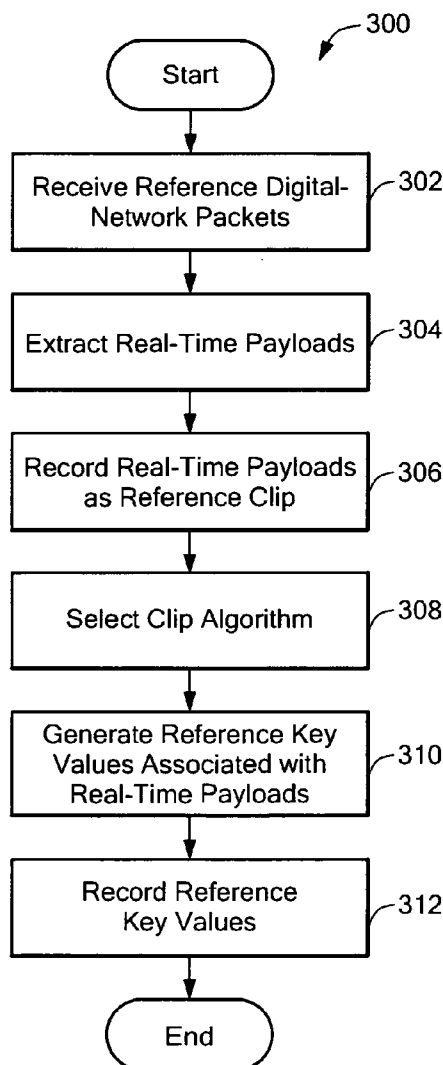 300
Start
Receive Reference Digital-
Network Packets
302
Extract Real-Time Payloads
304
Record Real-Time Payloads
as Reference Clip
306
Select Clip Algorithm
308
Generate Reference Key
Values Associated with
Real-Time Payloads
310
Record Reference
Key Values
312
End